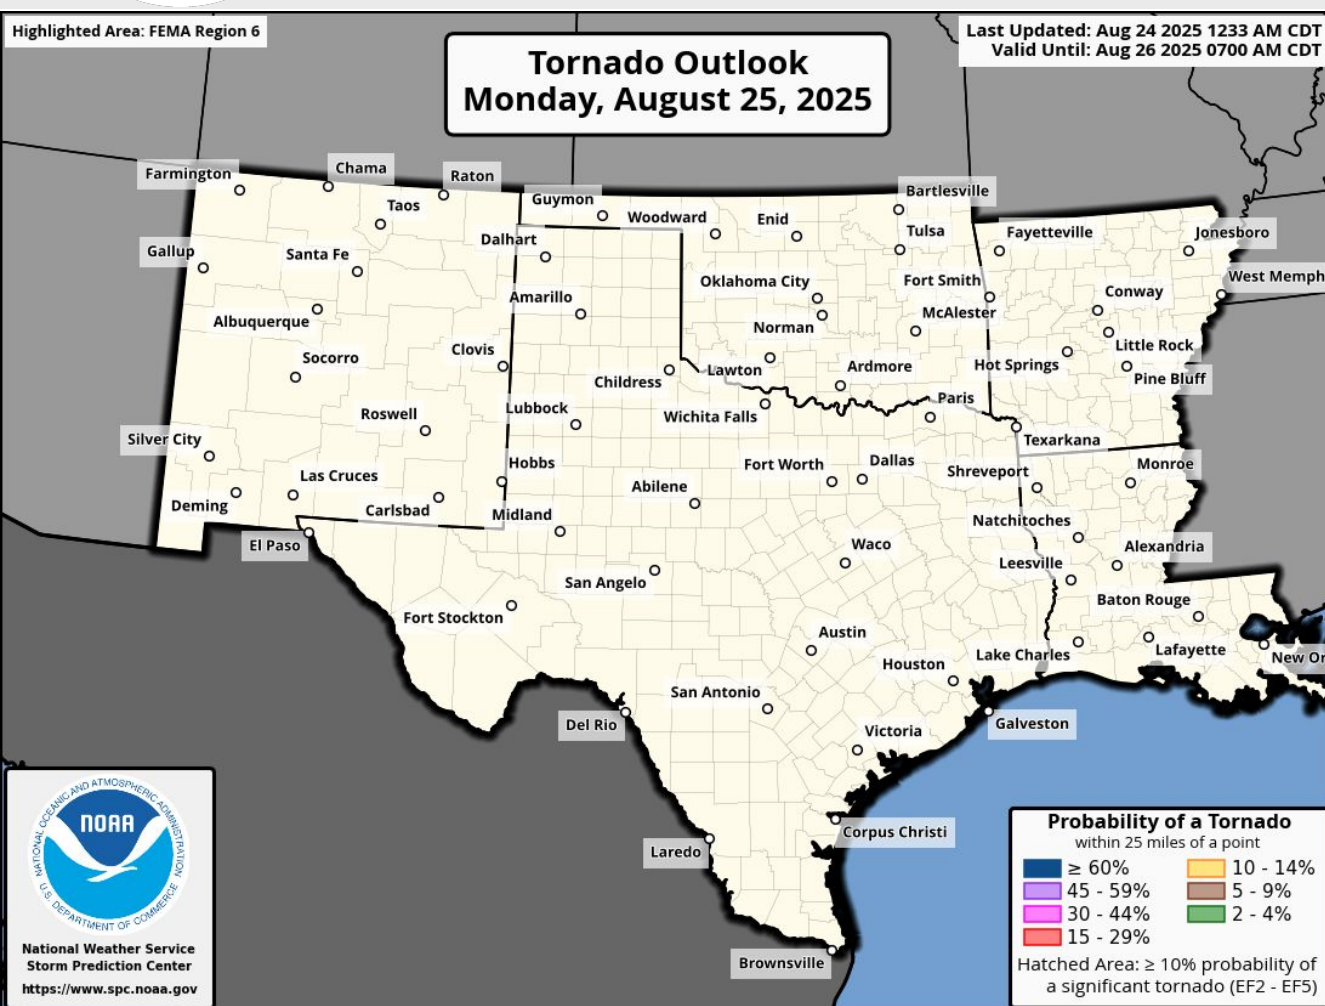 Highlighted Area: FEMA Region 6
Last Updated: Aug 24 2025 1233 AM CDT
Valid Until: Aug 26 2025 0700 AM CDT
Tornado Outlook
Monday, August 25, 2025
Farmington
Chama
Raton
Guymon
Bartlesville
Taos
Woodward
Enid
Tulsa
Fayetteville
Jonesboro
Gallup
Santa Fe
Dalhart
Oklahoma City
Fort Smith
West Memph
Amarillo
Conway
Albuquerque
Norman
McAlester
Little Rock
Socorro
Clovis
Childress
Lawton
Ardmore
Hot Springs
Pine Bluff
Roswell
Lubbock
Wichita Falls
Paris
Silver City
Texarkana
Las Cruces
Hobbs
Fort Worth
Dallas
Shreveport
Monroe
Deming
Carlsbad
Midland
Abilene
Natchitoches
El Paso
Waco
Alexandria
San Angelo
Leesville
Fort Stockton
Baton Rouge
Austin
Lake Charles
Lafayette
New Or
Houston
San Antonio
Del Rio
Victoria
Galveston
Laredo
Corpus Christi
Brownsville
NATIONAL OCEANIC AND ATMOSPHERIC ADMINISTRATION
NOAA
U.S. DEPARTMENT OF COMMERCE
National Weather Service
Storm Prediction Center
https://www.spc.noaa.gov
Probability of a Tornado
within 25 miles of a point
≥ 60%
10 - 14%
45 - 59%
5 - 9%
30 - 44%
2 - 4%
15 - 29%
Hatched Area: ≥ 10% probability of
a significant tornado (EF2 - EF5)